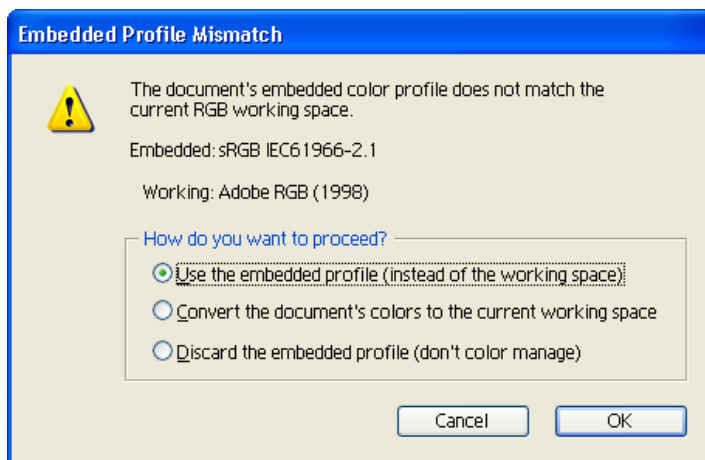 Embedded Profile Mismatch
The document's embedded color profile does not match the
current RGB working space.
Embedded: sRGB IEC61966-2.1
Working: Adobe RGB (1998)
How do you want to proceed?
Use the embedded profile (instead of the working space)
Convert the document's colors to the current working space
Discard the embedded profile (don't color manage)
Cancel OK